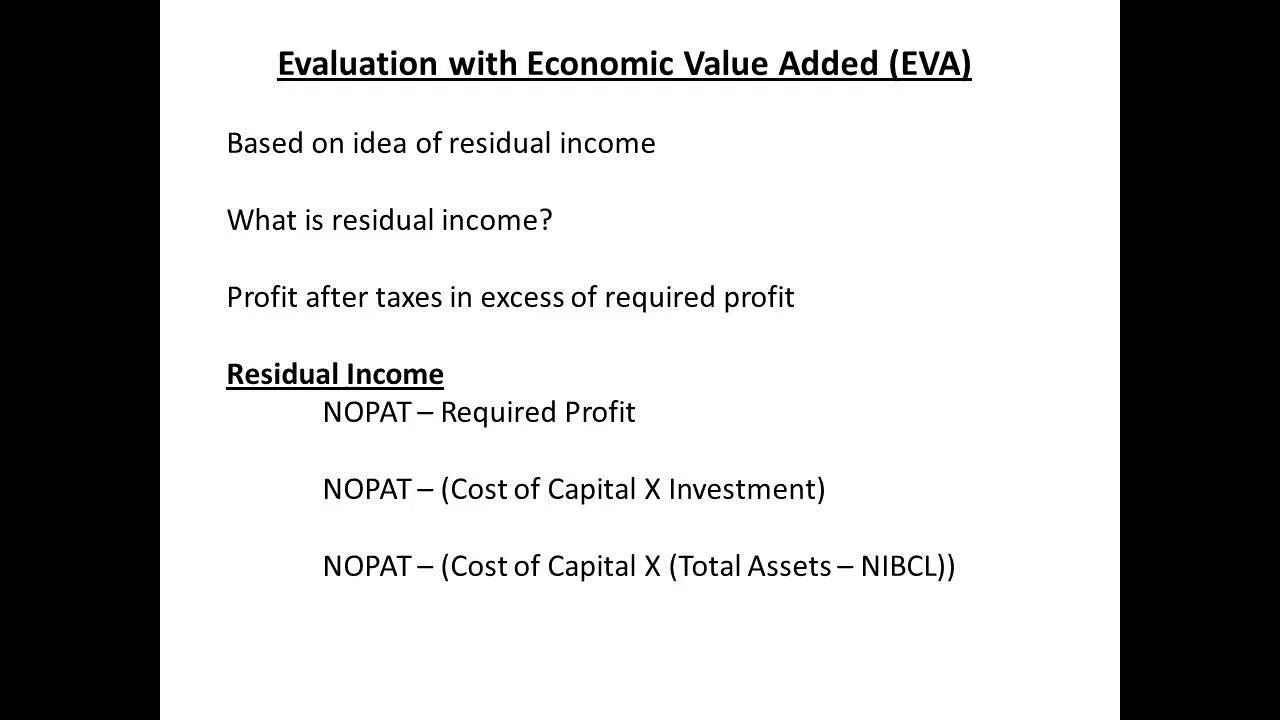 Evaluation with Economic Value Added (EVA)
Based on idea of residual income
What is residual income?
Profit after taxes in excess of required profit
Residual Income
NOPAT – Required Profit
NOPAT – (Cost of Capital X Investment)
NOPAT – (Cost of Capital X (Total Assets – NIBCL))